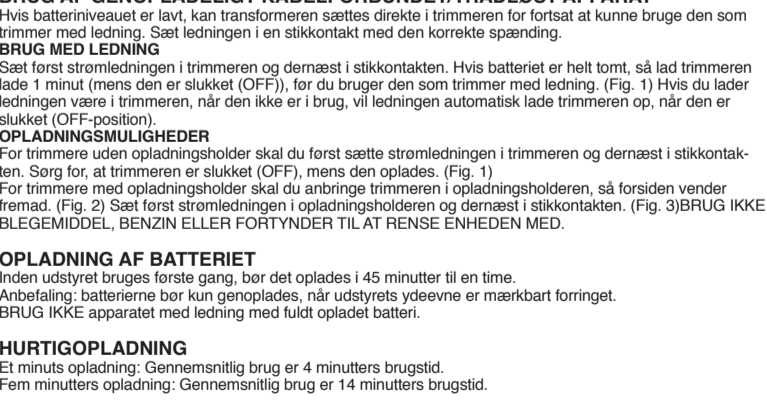 BRUG AF GENOPLADELIGT KABELFORBUNDET/TRÅDLØST APPARAT
Hvis batteriniveauet er lavt, kan transformeren sættes direkte i trimmeren for fortsat at kunne bruge den som
trimmer med ledning. Sæt ledningen i en stikkontakt med den korrekte spænding.
BRUG MED LEDNING
Sæt først strømledningen i trimmeren og dernæst i stikkontakten. Hvis batteriet er helt tomt, så lad trimmeren
lade 1 minut (mens den er slukket (OFF)), før du bruger den som trimmer med ledning. (Fig. 1) Hvis du lader
ledningen være i trimmeren, når den ikke er i brug, vil ledningen automatisk lade trimmeren op, når den er
slukket (OFF-position).
OPLADNINGSMULIGHEDER
For trimmere uden opladningsholder skal du først sætte strømledningen i trimmeren og dernæst i stikkontak-
ten. Sørg for, at trimmeren er slukket (OFF), mens den oplades. (Fig. 1)
For trimmere med opladningsholder skal du anbringe trimmeren i opladningsholderen, så forsiden vender
fremad. (Fig. 2) Sæt først strømledningen i opladningsholderen og dernæst i stikkontakten. (Fig. 3)BRUG IKKE
BLEGEMIDDEL, BENZIN ELLER FORTYNDER TIL AT RENSE ENHEDEN MED.
OPLADNING AF BATTERIET
Inden udstyret bruges første gang, bør det oplades i 45 minutter til en time.
Anbefaling: batterierne bør kun genoplades, når udstyrets ydeevne er mærkbart forringet.
BRUG IKKE apparatet med ledning med fuldt opladet batteri.
HURTIGOPLADNING
Et minuts opladning: Gennemsnitlig brug er 4 minutters brugstid.
Fem minutters opladning: Gennemsnitlig brug er 14 minutters brugstid.